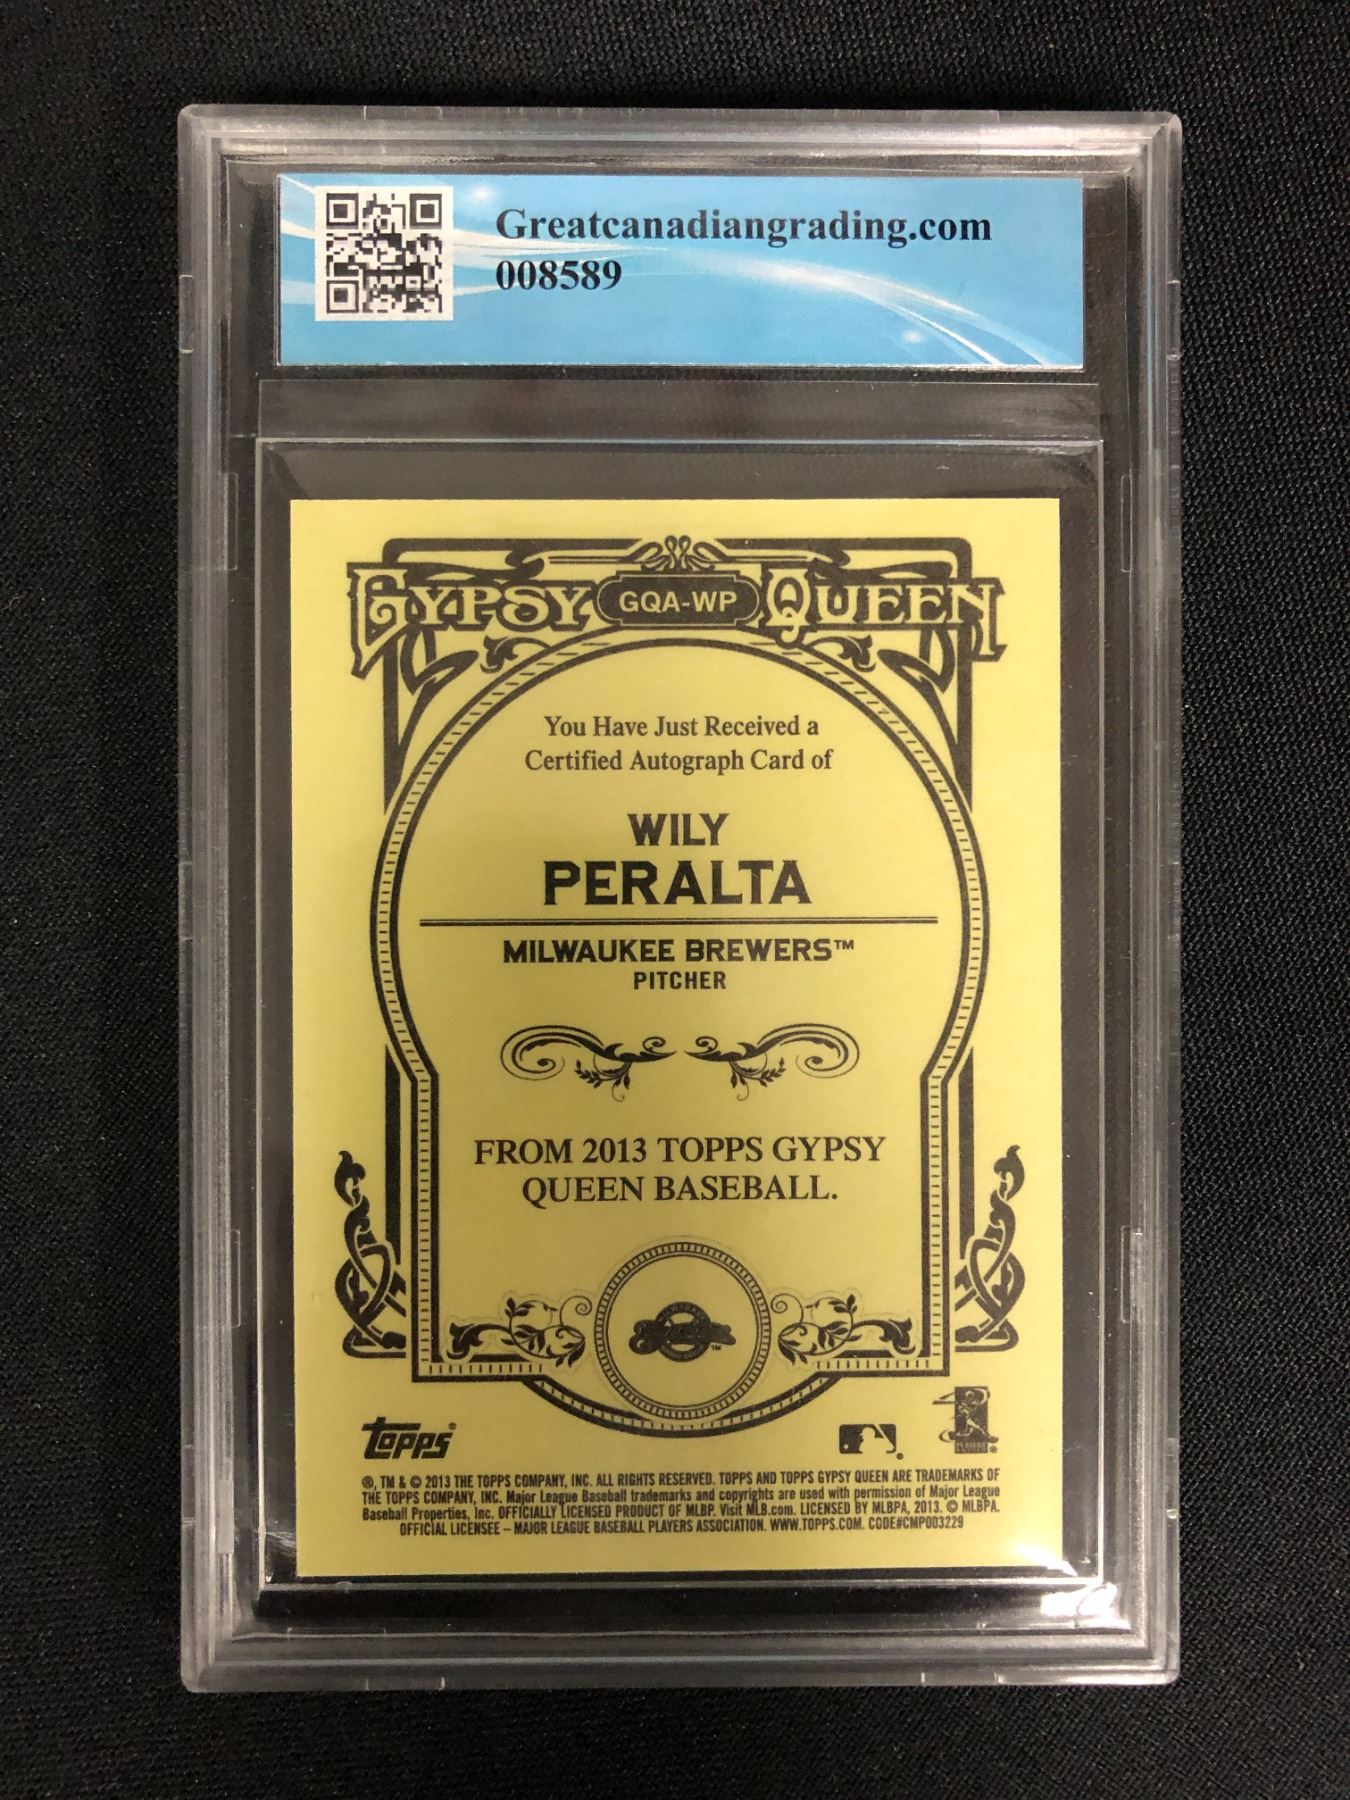 Greatcanadiangrading.com
008589
GYPSY GQA-WP QUEEN
You Have Just Received a
Certified Autograph Card of
WILY
PERALTA
MILWAUKEE BREWERS™
PITCHER
FROM 2013 TOPPS GYPSY
QUEEN BASEBALL.
topps®
®, TM & © 2013 THE TOPPS COMPANY, INC. ALL RIGHTS RESERVED. TOPPS AND TOPPS GYPSY QUEEN ARE TRADEMARKS OF
THE TOPPS COMPANY, INC. Major League Baseball trademarks and copyrights are used with permission of Major League
Baseball Properties, Inc. OFFICIALLY LICENSED PRODUCT OF MLBP. Visit MLB.com. LICENSED BY MLBPA, 2013. © MLBPA.
OFFICIAL LICENSEE – MAJOR LEAGUE BASEBALL PLAYERS ASSOCIATION. WWW.TOPPS.COM. CODE#CMP003229